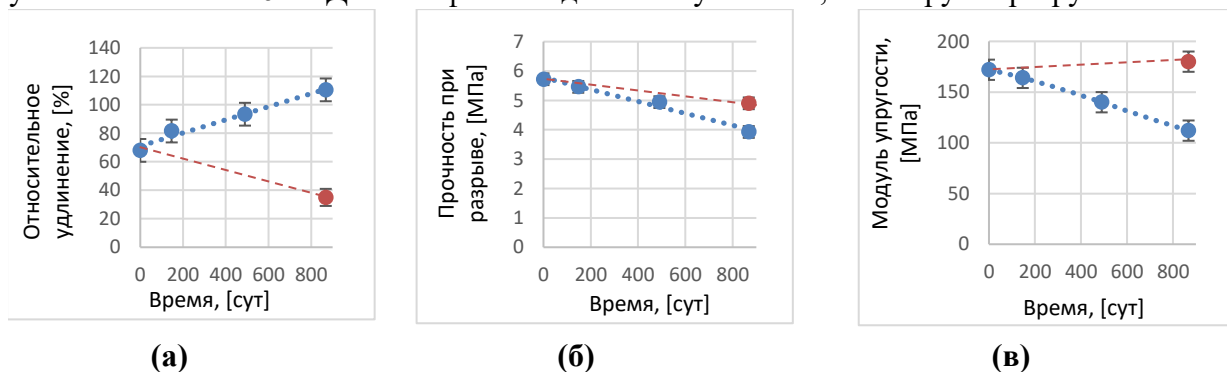 Относительное
удлинение, [%]
140
120
100
80
60
40
20
0
0 200 400 600 800
Время, [сут]
(а)
Прочность при
разрыве, [МПа]
7
6
5
4
3
2
1
0
0 200 400 600 800
Время, [сут]
(б)
Модуль упругости,
[МПа]
200
150
100
50
0
0 200 400 600 800
Время, [сут]
(в)